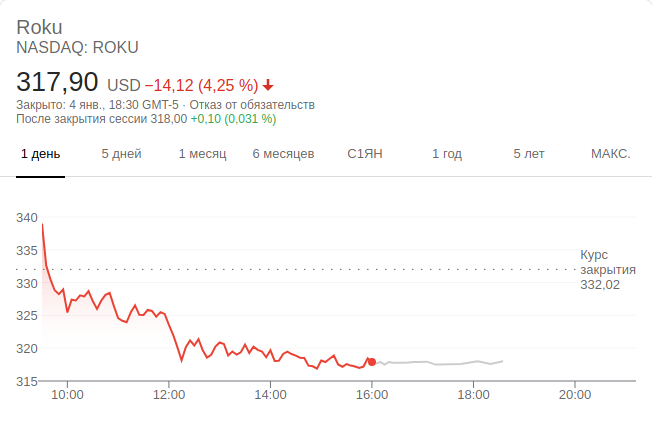 Roku
NASDAQ: ROKU
317,90 USD −14,12 (4,25 %)
Закрыто: 4 янв., 18:30 GMT-5 · Отказ от обязательств
После закрытия сессии 318,00 +0,10 (0,031 %)
1 день 5 дней 1 месяц 6 месяцев С1ЯН 1 год 5 лет МАКС.
340
335
330
325
320
315
Курс
закрытия
332,02
10:00 12:00 14:00 16:00 18:00 20:00